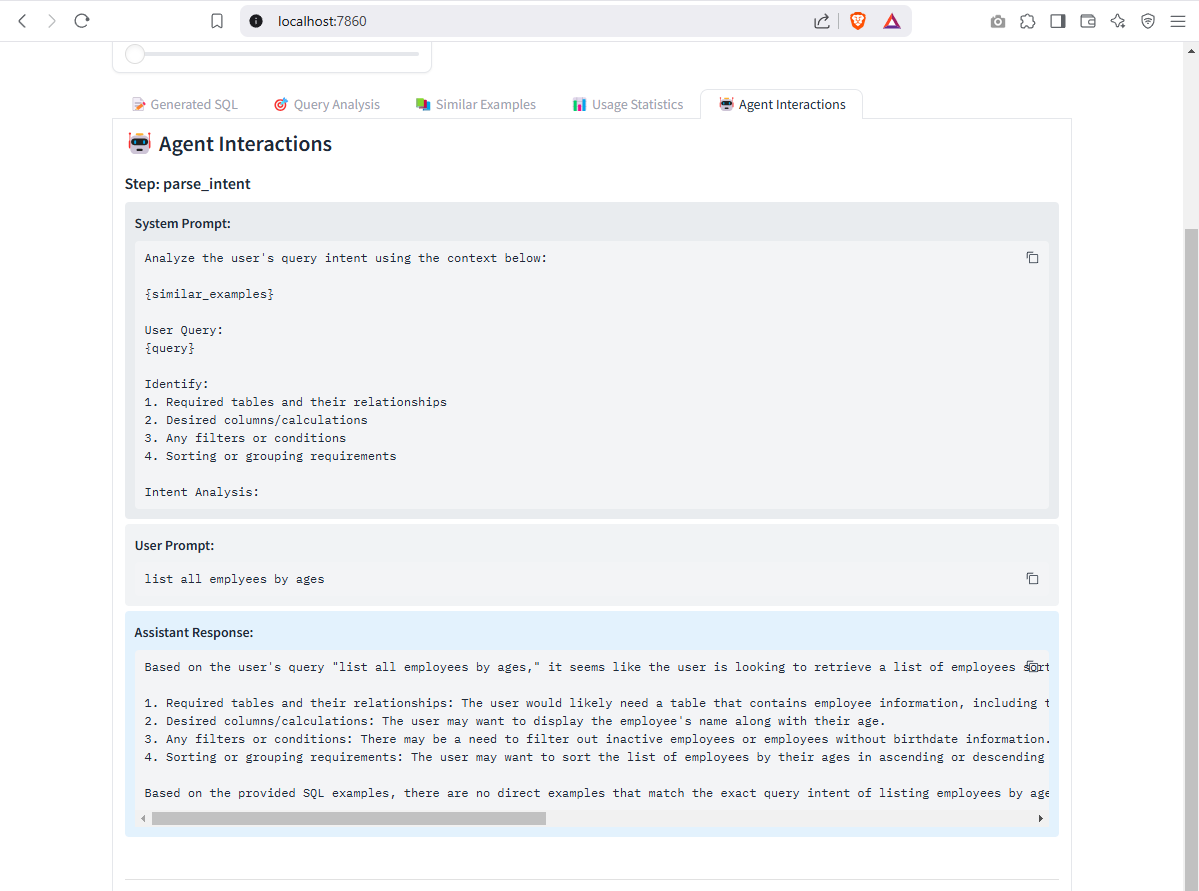 localhost:7860
Generated SQL
Query Analysis
Similar Examples
Usage Statistics
Agent Interactions
Agent Interactions
Step: parse_intent
System Prompt:
Analyze the user's query intent using the context below:
{similar_examples}
User Query:
{query}
Identify:
1. Required tables and their relationships
2. Desired columns/calculations
3. Any filters or conditions
4. Sorting or grouping requirements
Intent Analysis:
User Prompt:
list all emplyees by ages
Assistant Response:
Based on the user's query "list all employees by ages," it seems like the user is looking to retrieve a list of employees sort
1. Required tables and their relationships: The user would likely need a table that contains employee information, including t
2. Desired columns/calculations: The user may want to display the employee's name along with their age.
3. Any filters or conditions: There may be a need to filter out inactive employees or employees without birthdate information.
4. Sorting or grouping requirements: The user may want to sort the list of employees by their ages in ascending or descending
Based on the provided SQL examples, there are no direct examples that match the exact query intent of listing employees by age